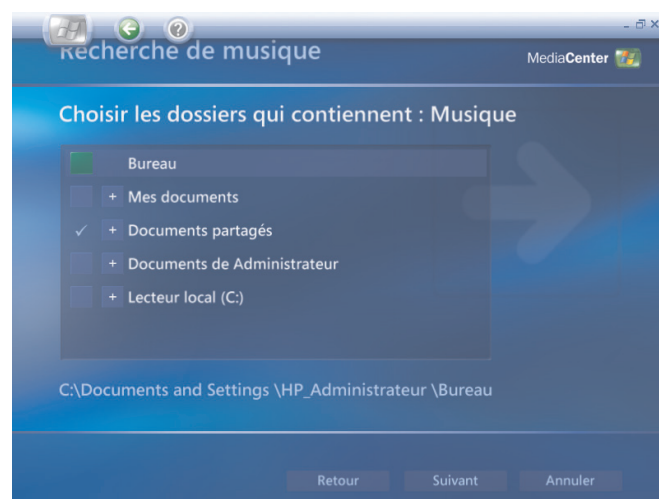 Recherche de musique
MediaCenter
Choisir les dossiers qui contiennent : Musique
Bureau
+ Mes documents
✓ + Documents partagés
+ Documents de Administrateur
+ Lecteur local (C:)
C:\Documents and Settings \HP_Administrateur \Bureau
Retour Suivant Annuler